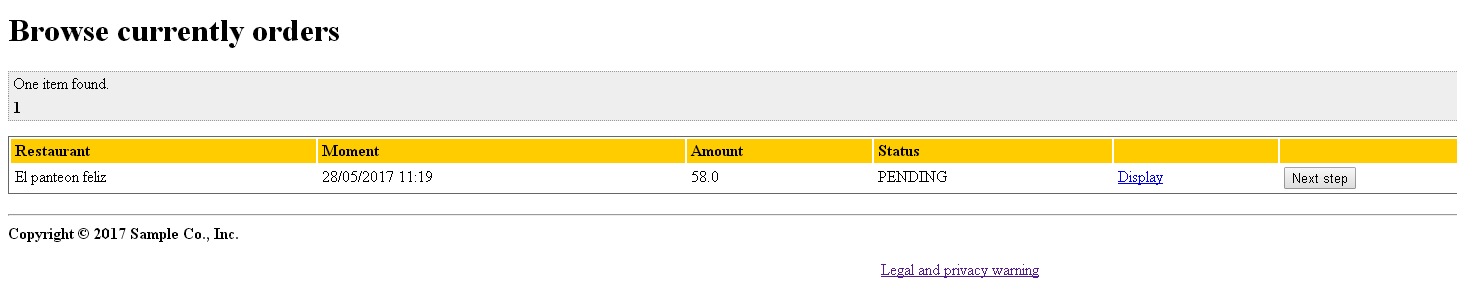 Browse currently orders
One item found.
1
Restaurant Moment Amount Status
El panteon feliz 28/05/2017 11:19 58.0 PENDING Display Next step
Copyright © 2017 Sample Co., Inc.
Legal and privacy warning